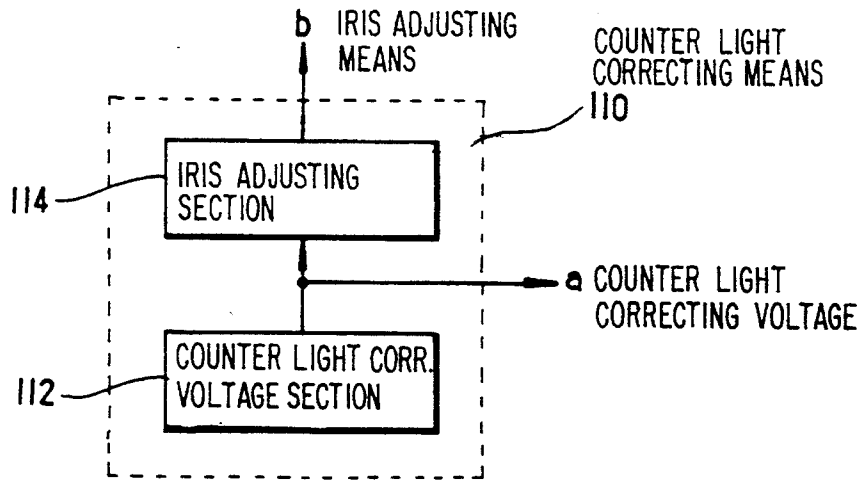 b IRIS ADJUSTING
MEANS
COUNTER LIGHT
CORRECTING MEANS
110
IRIS ADJUSTING
SECTION
114
a COUNTER LIGHT
CORRECTING VOLTAGE
COUNTER LIGHT CORR.
VOLTAGE SECTION
112